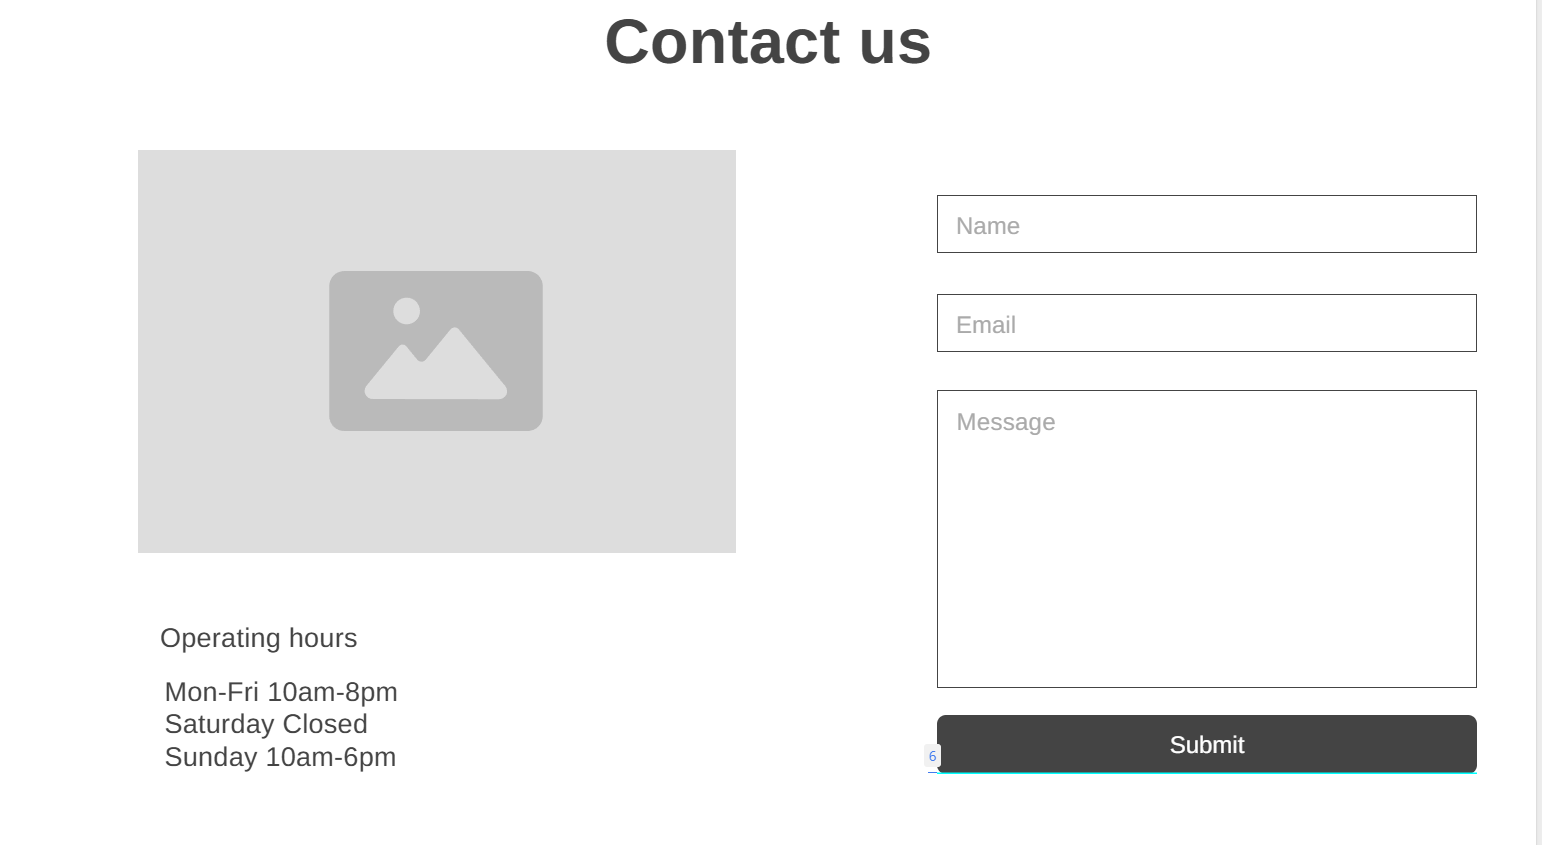 Contact us
Name
Email
Message
Submit
6
Operating hours
Mon-Fri 10am-8pm
Saturday Closed
Sunday 10am-6pm